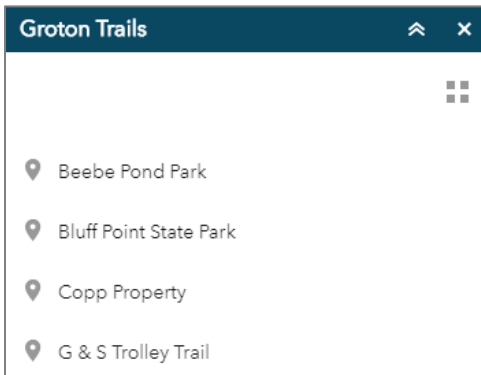 Groton Trails
Beebe Pond Park
Bluff Point State Park
Copp Property
G & S Trolley Trail